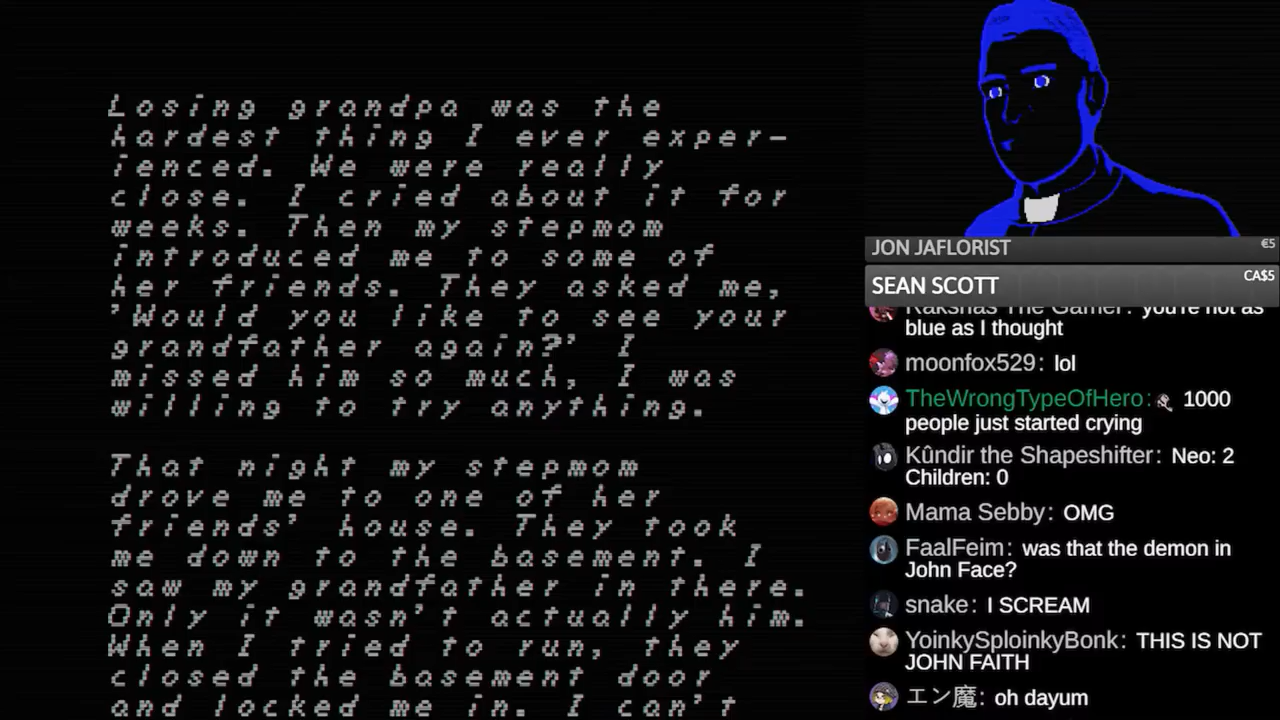 Losing grandpa was the
hardest thing I ever exper-
ienced. We were really
close. I cried about it for
weeks. Then my stepmom
introduced me to some of
her friends. They asked me,
'Would you like to see your
grandfather again?' I
missed him so much, I was
willing to try anything.
That night my stepmom
drove me to one of her
friends' house. They took
me down to the basement. I
saw my grandfather in there.
Only it wasn't actually him.
When I tried to run, they
closed the basement door
and locked me in. I can't
JON JAFLORIST €5
SEAN SCOTT CA$5
Rakshas The Gamer: you're not as
blue as I thought
moonfox529: lol
TheWrongTypeOfHero: 1000
people just started crying
Kûndir the Shapeshifter: Neo: 2
Children: 0
Mama Sebby: OMG
FaalFeim: was that the demon in
John Face?
snake: I SCREAM
YoinkySploinkyBonk: THIS IS NOT
JOHN FAITH
エン魔: oh dayum